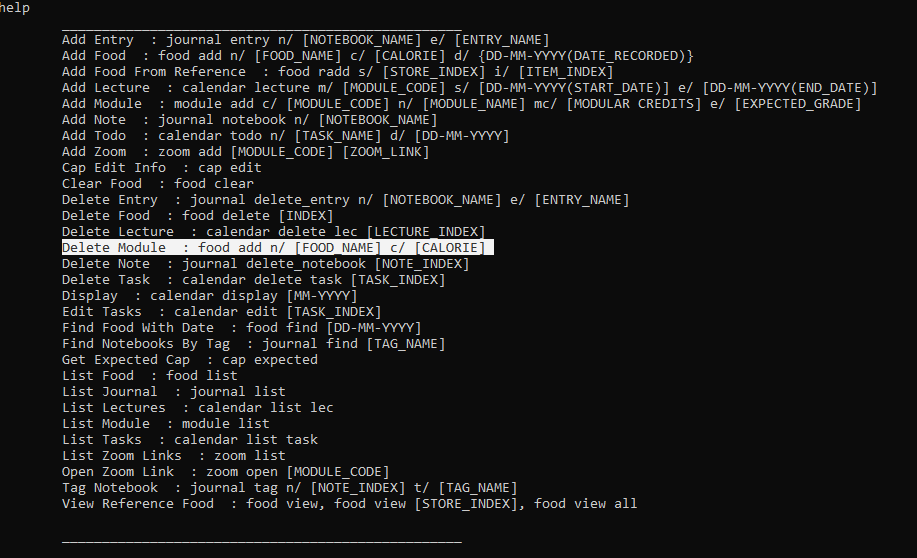 help
Add Entry  : journal entry n/ [NOTEBOOK_NAME] e/ [ENTRY_NAME]
Add Food  : food add n/ [FOOD_NAME] c/ [CALORIE] d/ {DD-MM-YYYY(DATE_RECORDED)}
Add Food From Reference  : food radd s/ [STORE_INDEX] i/ [ITEM_INDEX]
Add Lecture  : calendar lecture m/ [MODULE_CODE] s/ [DD-MM-YYYY(START_DATE)] e/ [DD-MM-YYYY(END_DATE)]
Add Module  : module add c/ [MODULE_CODE] n/ [MODULE_NAME] mc/ [MODULAR CREDITS] e/ [EXPECTED_GRADE]
Add Note  : journal notebook n/ [NOTEBOOK_NAME]
Add Todo  : calendar todo n/ [TASK_NAME] d/ [DD-MM-YYYY]
Add Zoom  : zoom add [MODULE_CODE] [ZOOM_LINK]
Cap Edit Info  : cap edit
Clear Food  : food clear
Delete Entry  : journal delete_entry n/ [NOTEBOOK_NAME] e/ [ENTRY_NAME]
Delete Food  : food delete [INDEX]
Delete Lecture  : calendar delete lec [LECTURE_INDEX]
Delete Module  : food add n/ [FOOD_NAME] c/ [CALORIE]
Delete Note  : journal delete_notebook [NOTE_INDEX]
Delete Task  : calendar delete task [TASK_INDEX]
Display  : calendar display [MM-YYYY]
Edit Tasks  : calendar edit [TASK_INDEX]
Find Food With Date  : food find [DD-MM-YYYY]
Find Notebooks By Tag  : journal find [TAG_NAME]
Get Expected Cap  : cap expected
List Food  : food list
List Journal  : journal list
List Lectures  : calendar list lec
List Module  : module list
List Tasks  : calendar list task
List Zoom Links  : zoom list
Open Zoom Link  : zoom open [MODULE_CODE]
Tag Notebook  : journal tag n/ [NOTE_INDEX] t/ [TAG_NAME]
View Reference Food  : food view, food view [STORE_INDEX], food view all